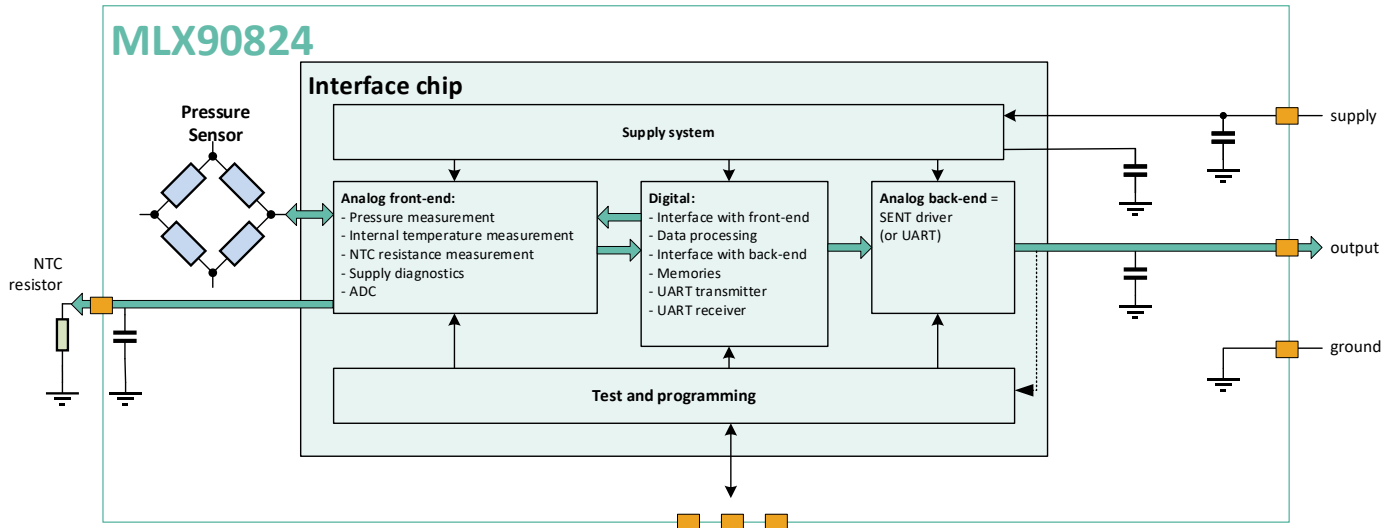 MLX90824
Interface chip
Pressure
Sensor
Supply system
supply
Analog front-end:
- Pressure measurement
- Internal temperature measurement
- NTC resistance measurement
- Supply diagnostics
- ADC
Digital:
- Interface with front-end
- Data processing
- Interface with back-end
- Memories
- UART transmitter
- UART receiver
Analog back-end =
SENT driver
(or UART)
output
NTC
resistor
ground
Test and programming